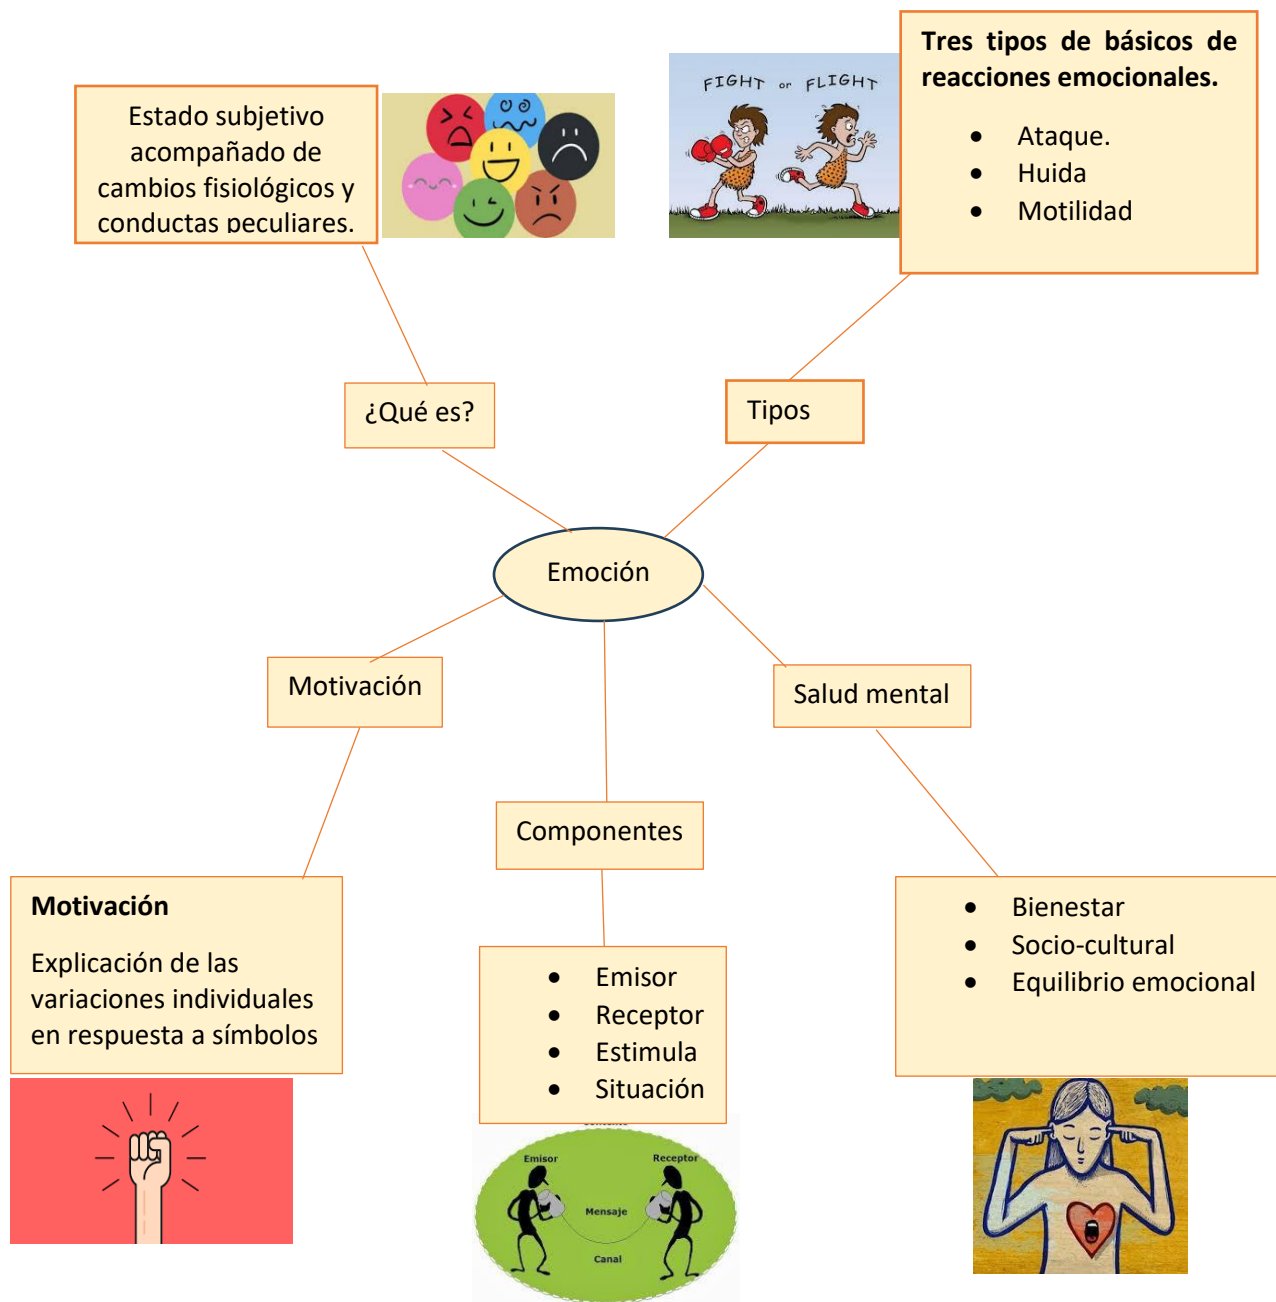 Estado subjetivo
acompañado de
cambios fisiológicos y
conductas peculiares.
FIGHT or FLIGHT
Tres tipos de básicos de
reacciones emocionales.
• Ataque.
• Huida
• Motilidad
¿Qué es?
Tipos
Emoción
Motivación
Salud mental
Componentes
Motivación
Explicación de las
variaciones individuales
en respuesta a símbolos
• Emisor
• Receptor
• Estimula
• Situación
• Bienestar
• Socio-cultural
• Equilibrio emocional
Emisor
Receptor
Mensaje
Canal